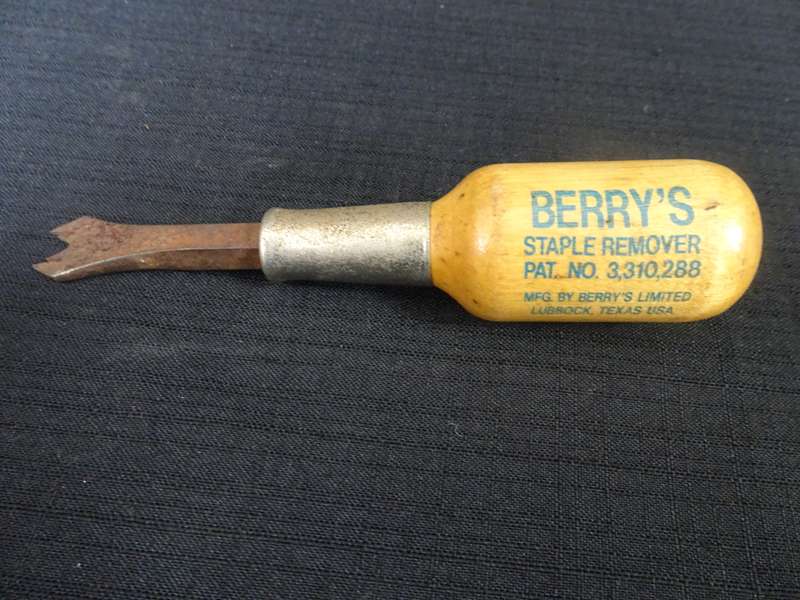 BERRY'S
STAPLE REMOVER
PAT. NO. 3,310,288
MFG. BY BERRY'S LIMITED
LUBBOCK, TEXAS USA